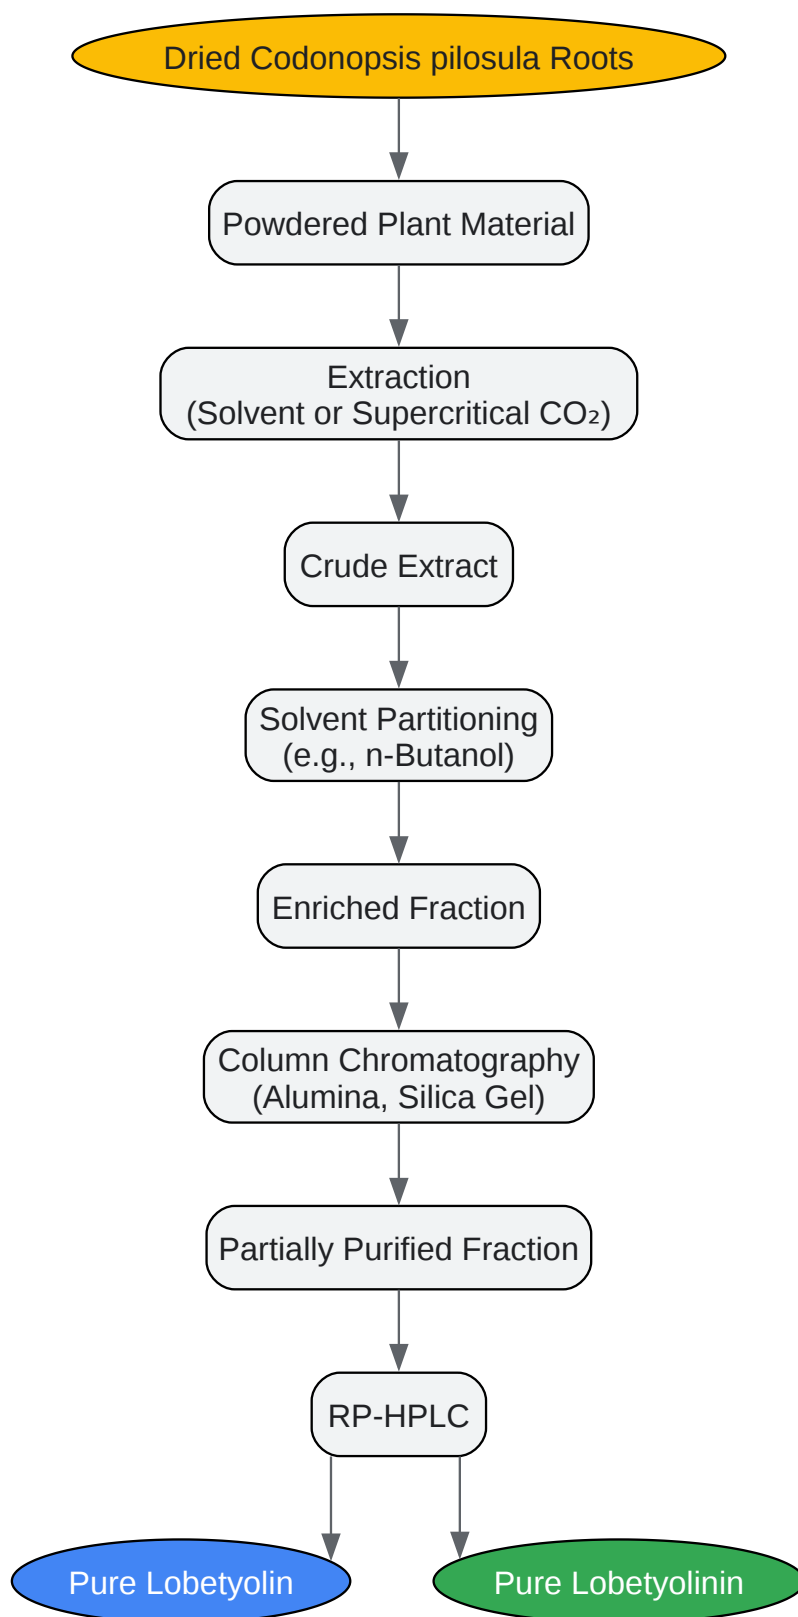 Dried Codonopsis pilosula Roots
Powdered Plant Material
Extraction
(Solvent or Supercritical CO₂)
Crude Extract
Solvent Partitioning
(e.g., n-Butanol)
Enriched Fraction
Column Chromatography
(Alumina, Silica Gel)
Partially Purified Fraction
RP-HPLC
Pure Lobetyolin
Pure Lobetyolinin